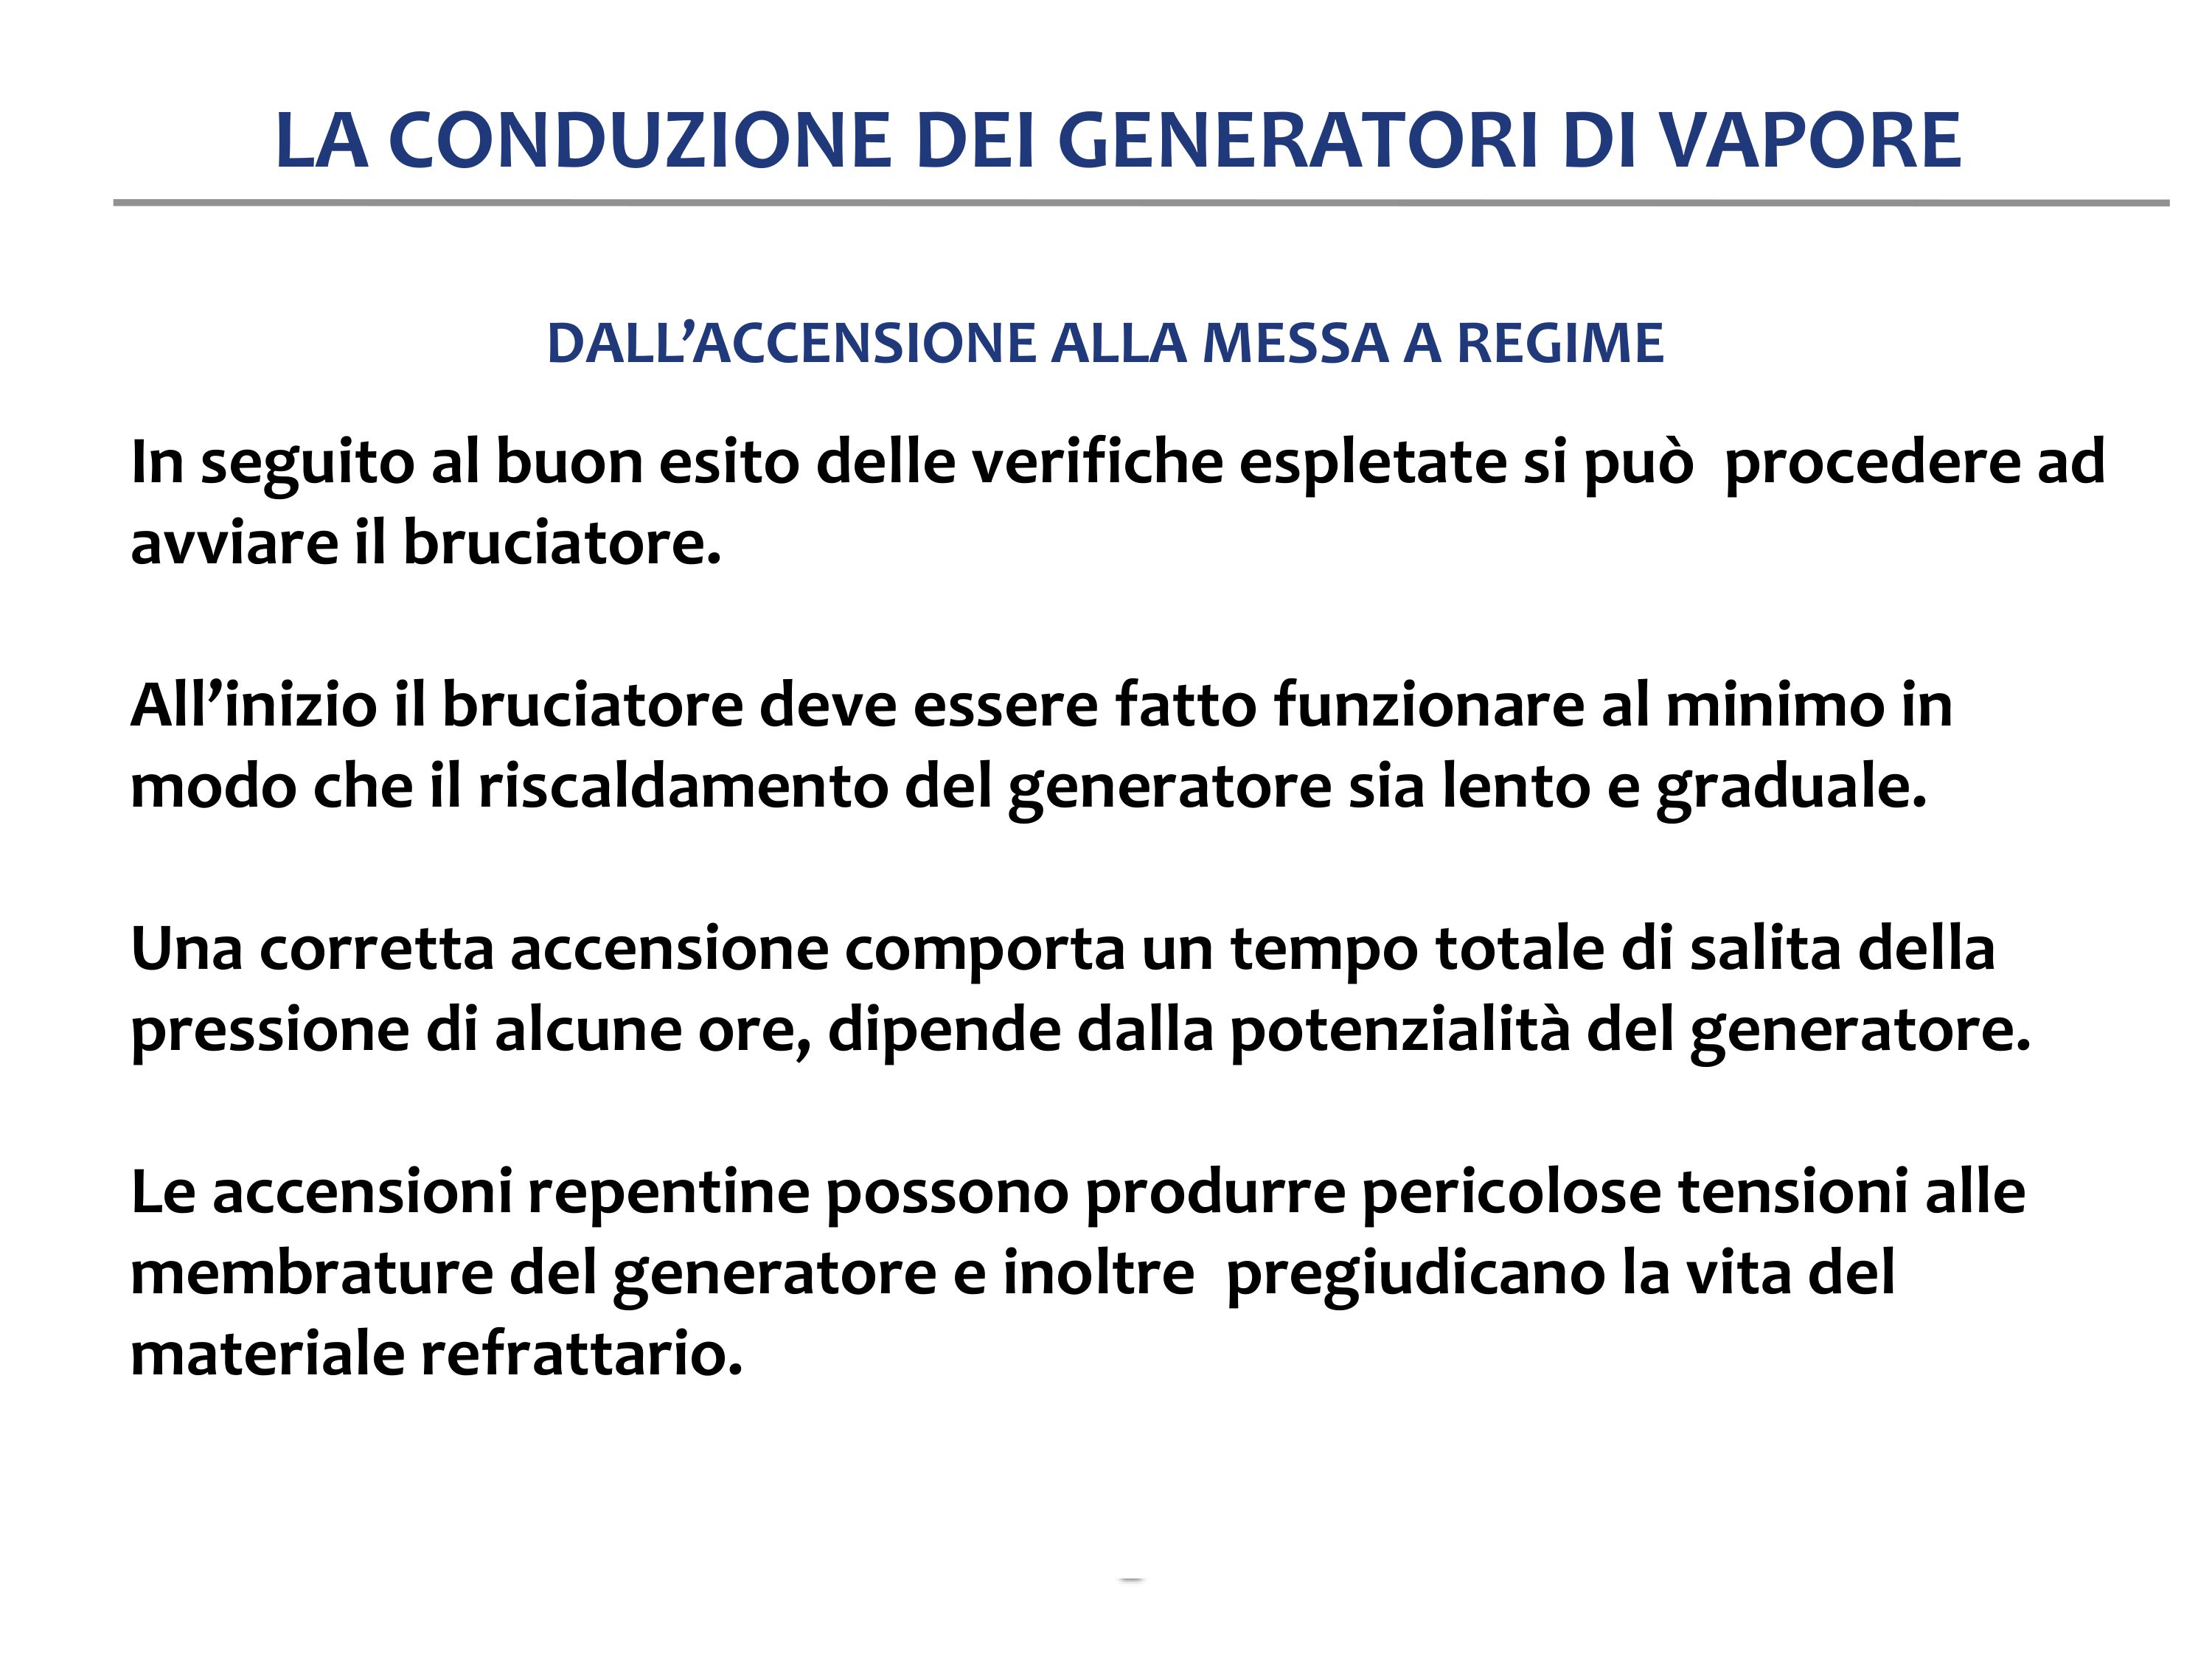 LA CONDUZIONE DEI GENERATORI DI VAPORE
DALL’ACCENSIONE ALLA MESSA A REGIME
In seguito al buon esito delle verifiche espletate si può  procedere ad
avviare il bruciatore.
All’inizio il bruciatore deve essere fatto funzionare al minimo in
modo che il riscaldamento del generatore sia lento e graduale.
Una corretta accensione comporta un tempo totale di salita della
pressione di alcune ore, dipende dalla potenzialità del generatore.
Le accensioni repentine possono produrre pericolose tensioni alle
membrature del generatore e inoltre  pregiudicano la vita del
materiale refrattario.